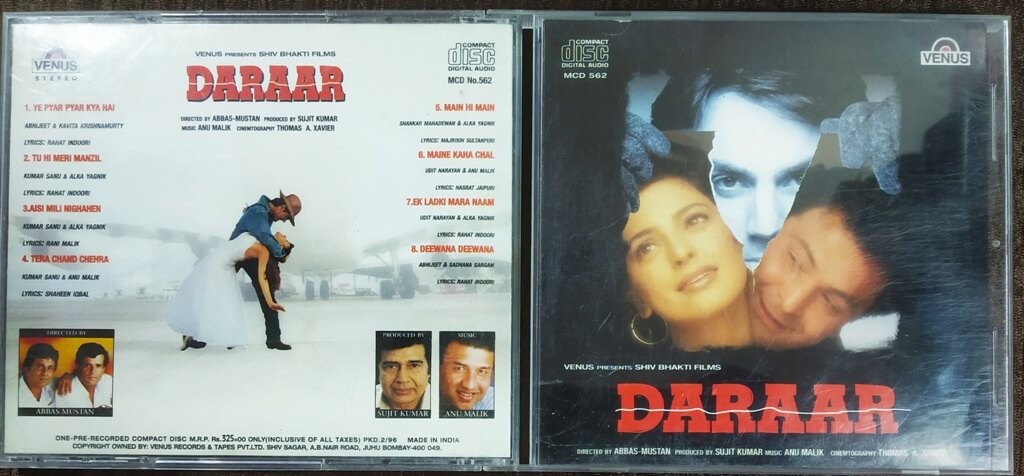 VENUS
STEREO
VENUS PRESENTS SHIV BHAKTI FILMS
DARAAR
DIRECTED BY ABBAS-MUSTAN PRODUCED BY SUJIT KUMAR
MUSIC ANU MALIK CINEMTOGRAPHY THOMAS A. XAVIER
COMPACT
disc
DIGITAL AUDIO
MCD No.562
1. YE PYAR PYAR KYA HAI
ABHIJEET & KAVITA KRISHNAMURTY
LYRICS: RAHAT INDOORI
2. TU HI MERI MANZIL
KUMAR SANU & ALKA YAGNIK
LYRICS: RAHAT INDOORI
3.AISI MILI NIGHAHEN
KUMAR SANU & ALKA YAGNIK
LYRICS: RANI MALIK
4. TERA CHAND CHEHRA
KUMAR SANU & ANU MALIK
LYRICS: SHAHEEN IQBAL
5. MAIN HI MAIN
SHANKAR MAHADEWAN & ALKA YAGNIK
LYRICS: MAJROOH SULTANPURI
6. MAINE KAHA CHAL
UDIT NARAYAN & ANU MALIK
LYRICS: HASRAT JAIPURI
7.EK LADKI MARA NAAM
UDIT NARAYAN & ALKA YAGNIK
LYRICS: RAHAT INDOORI
8. DEEWANA DEEWANA
ABHIJEET & SADHANA SARGAM
LYRICS: RAHAT INDOORI
DIRECTED BY
ABBAS-MUSTAN
PRODUCED BY
SUJIT KUMAR
MUSIC
ANU MALIK
ONE-PRE-RECORDED COMPACT DISC M.R.P. Rs.325=00 ONLY(INCLUSIVE OF ALL TAXES) PKD.2/96 MADE IN INDIA
COPYRIGHT OWNED BY: VENUS RECORDS & TAPES PVT.LTD. SHIV SAGAR, A.B.NAIR ROAD, JUHU BOMBAY-400 049.
COMPACT
disc
DIGITAL AUDIO
MCD 562
VENUS
VENUS PRESENTS SHIV BHAKTI FILMS
DARAAR
DIRECTED BY ABBAS-MUSTAN PRODUCED BY SUJIT KUMAR MUSIC ANU MALIK CINEMTOGRAPHY THOMAS A.